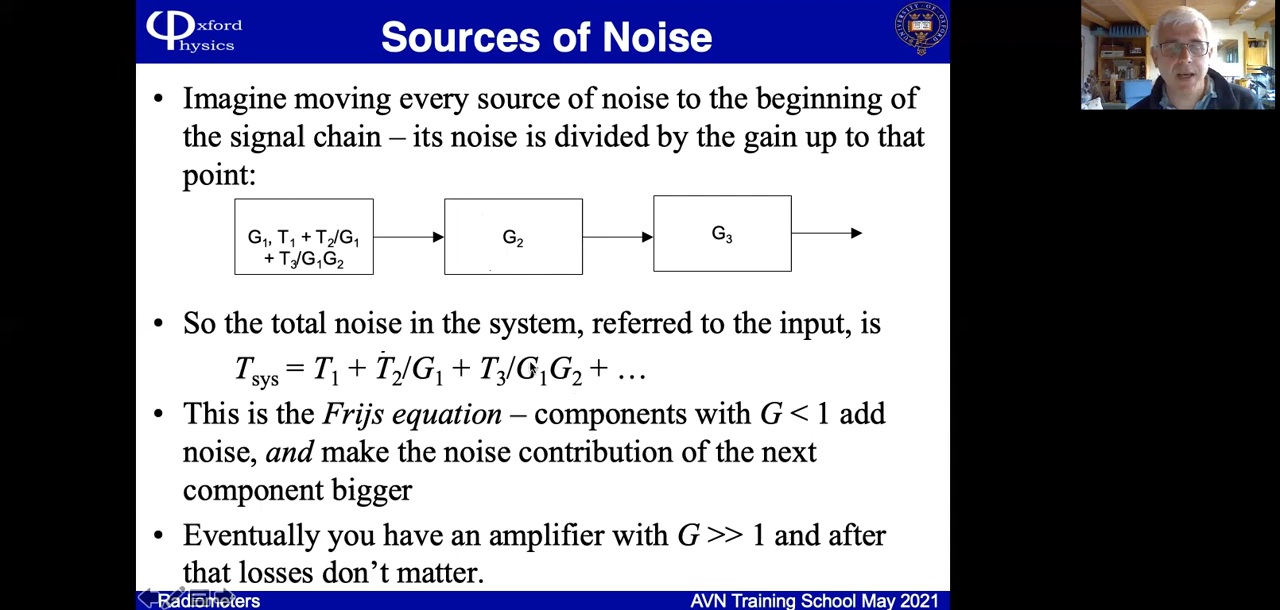 Φ xford
Physics
Sources of Noise
• Imagine moving every source of noise to the beginning of
the signal chain – its noise is divided by the gain up to that
point:
G₁, T₁ + T₂/G₁
+ T₃/G₁G₂
G₂
G₃
• So the total noise in the system, referred to the input, is
Tsys = T₁ + T₂/G₁ + T₃/G₁G₂ + …
• This is the Frijs equation – components with G < 1 add
noise, and make the noise contribution of the next
component bigger
• Eventually you have an amplifier with G >> 1 and after
that losses don’t matter.
Radiometers
AVN Training School May 2021